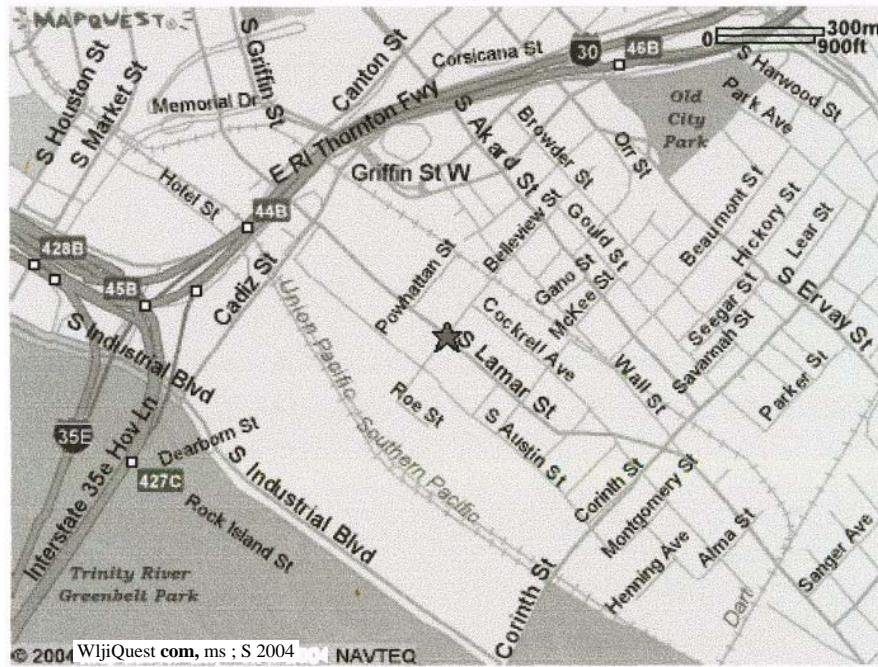 MAPQUEST
300m
0
900ft
S Houston St
S Market St
S Griffin St
Memorial Dr
Canton St
Corsicana St
30
46B
S Harwood St
Park Ave
Old
City
Park
E Rl Thornton Fwy
S Akard St
Browder St
Orr St
Griffin St W
Hotel St
44B
Belleview St
Gould St
Beaumont St
Hickory St
Lear St
428B
45B
Cadiz St
Powhattan St
Gano St
McKee St
S Ervay St
Union Pacific
Southern Pacific
S Industrial Blvd
Cockrell Ave
Seegar St
Savannah St
S Lamar St
Wall St
Parker St
Roe St
S Austin St
35E
Interstate 35e Hov Ln
Dearborn St
427C
Rock Island St
S Industrial Blvd
Corinth St
Montgomery St
Alma St
Henning Ave
Sanger Ave
Dart
Corinth St
Trinity River
Greenbelt Park
© 2004 WljiQuest com, ms ; S 2004 NAVTEQ